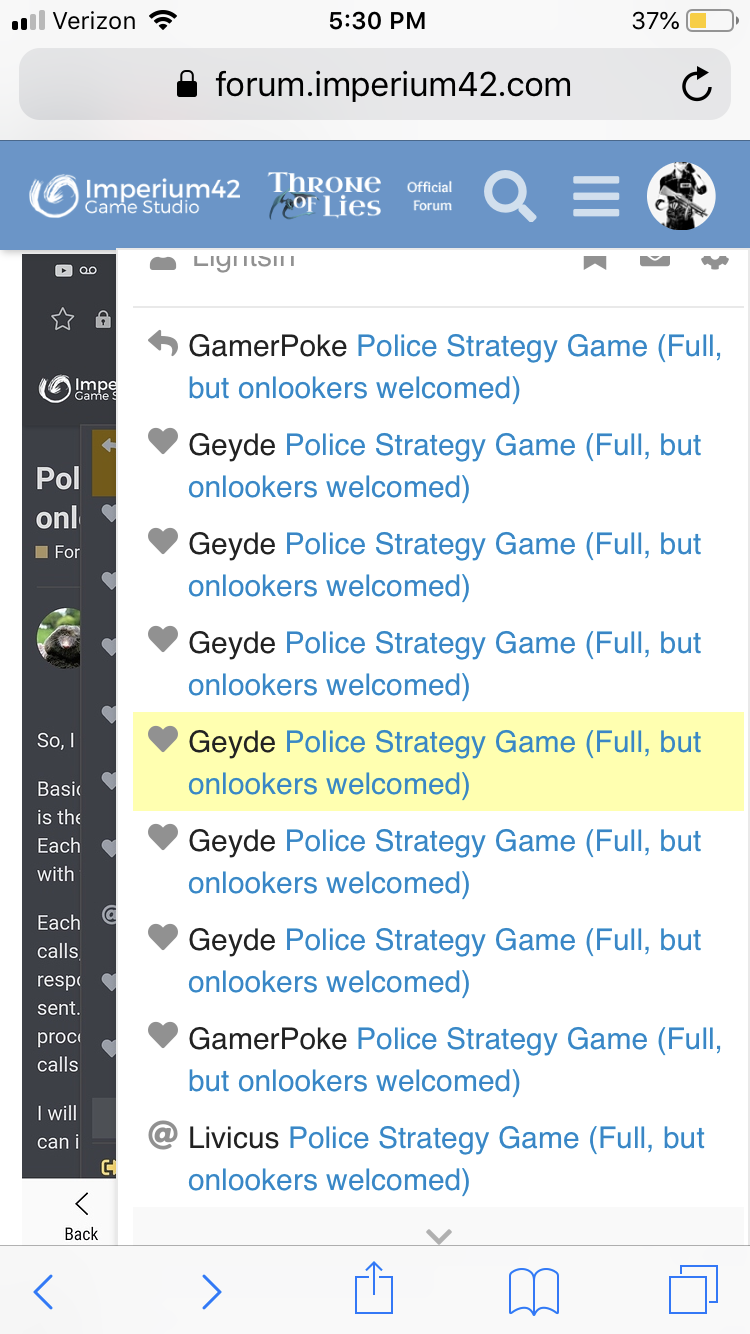 Verizon 5:30 PM 37%
forum.imperium42.com
Imperium42 THRONE Official
Game Studio OF LIES Forum
Lightsin
GamerPoke Police Strategy Game (Full,
but onlookers welcomed)
Geyde Police Strategy Game (Full, but
onlookers welcomed)
Geyde Police Strategy Game (Full, but
onlookers welcomed)
Geyde Police Strategy Game (Full, but
onlookers welcomed)
Geyde Police Strategy Game (Full, but
onlookers welcomed)
Geyde Police Strategy Game (Full, but
onlookers welcomed)
Geyde Police Strategy Game (Full, but
onlookers welcomed)
GamerPoke Police Strategy Game (Full,
but onlookers welcomed)
@ Livicus Police Strategy Game (Full, but
onlookers welcomed)
Impe
Game S
Pol
onl
For
So, I
Basic
is the
Each
with
@
Each
calls,
respo
sent.
proce
calls
I will
can i
Back